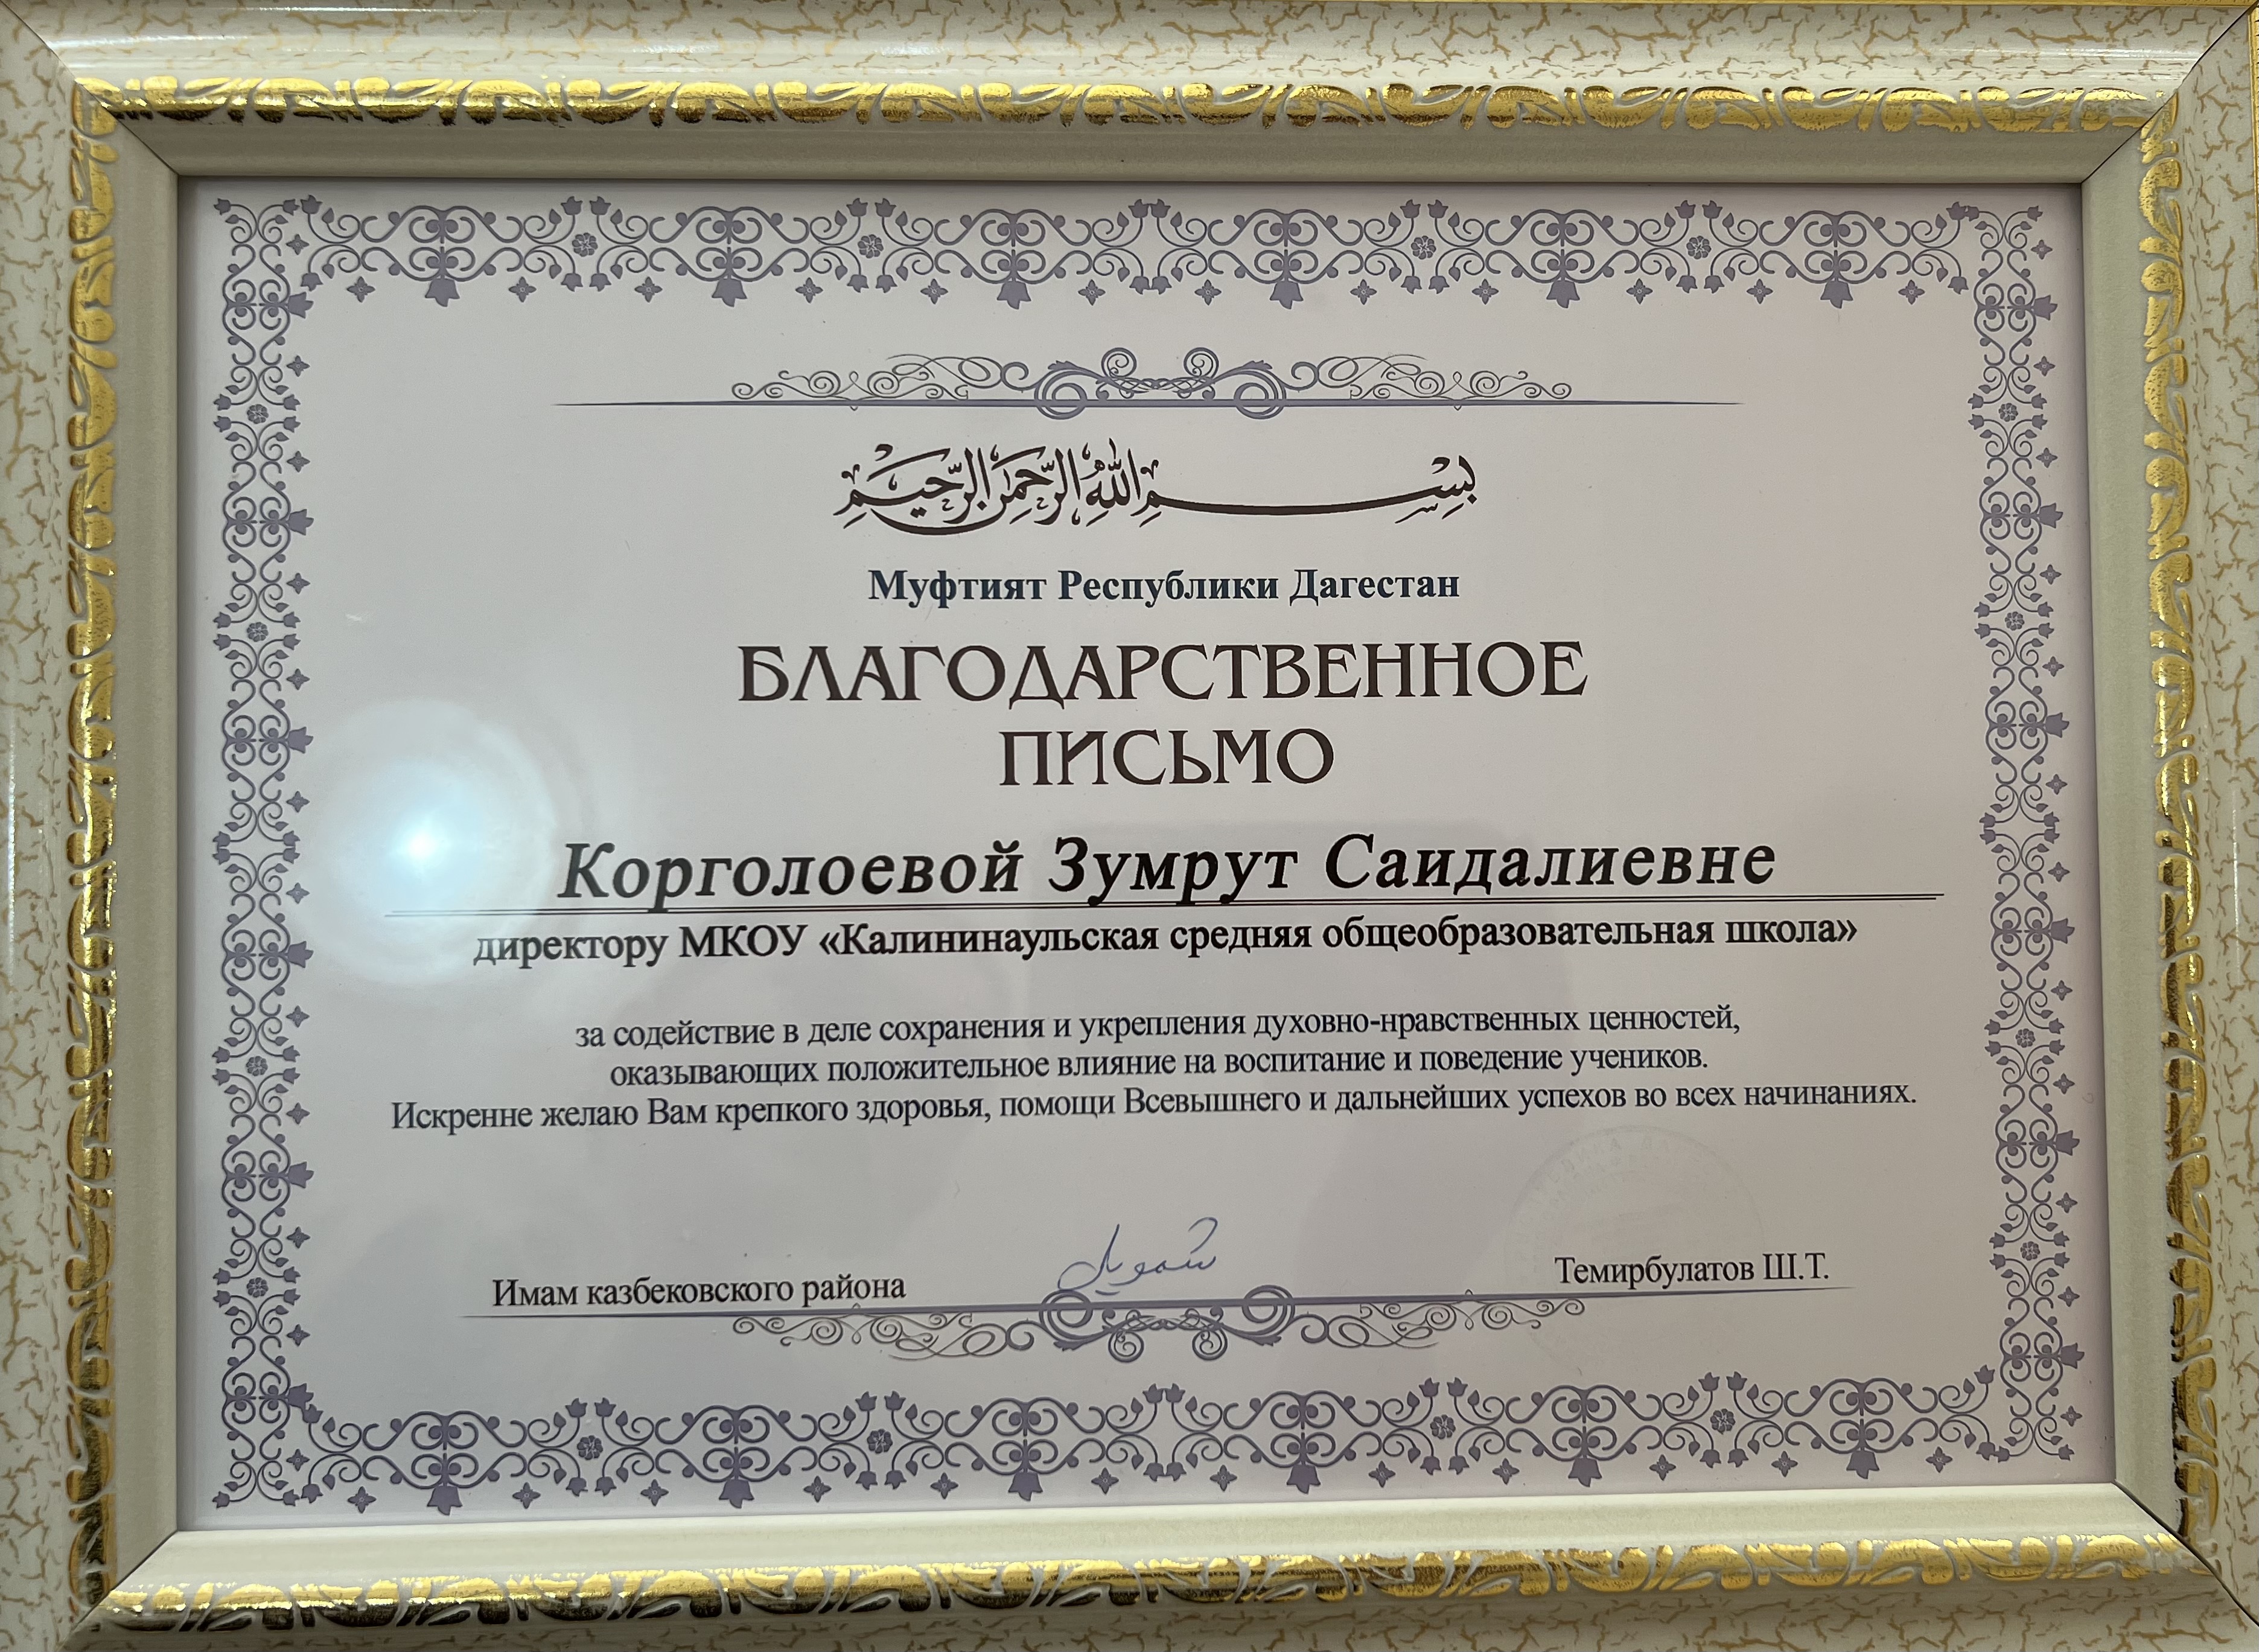 بسم الله الرحمن الرحيم
Муфтият Республики Дагестан
БЛАГОДАРСТВЕННОЕ
ПИСЬМО
Корголоевой Зумрут Саидалиевне
директору МКОУ «Калининаульская средняя общеобразовательная школа»
за содействие в деле сохранения и укрепления духовно-нравственных ценностей,
оказывающих положительное влияние на воспитание и поведение учеников.
Искренне желаю Вам крепкого здоровья, помощи Всевышнего и дальнейших успехов во всех начинаниях.
Имам казбековского района
Темирбулатов Ш.Т.